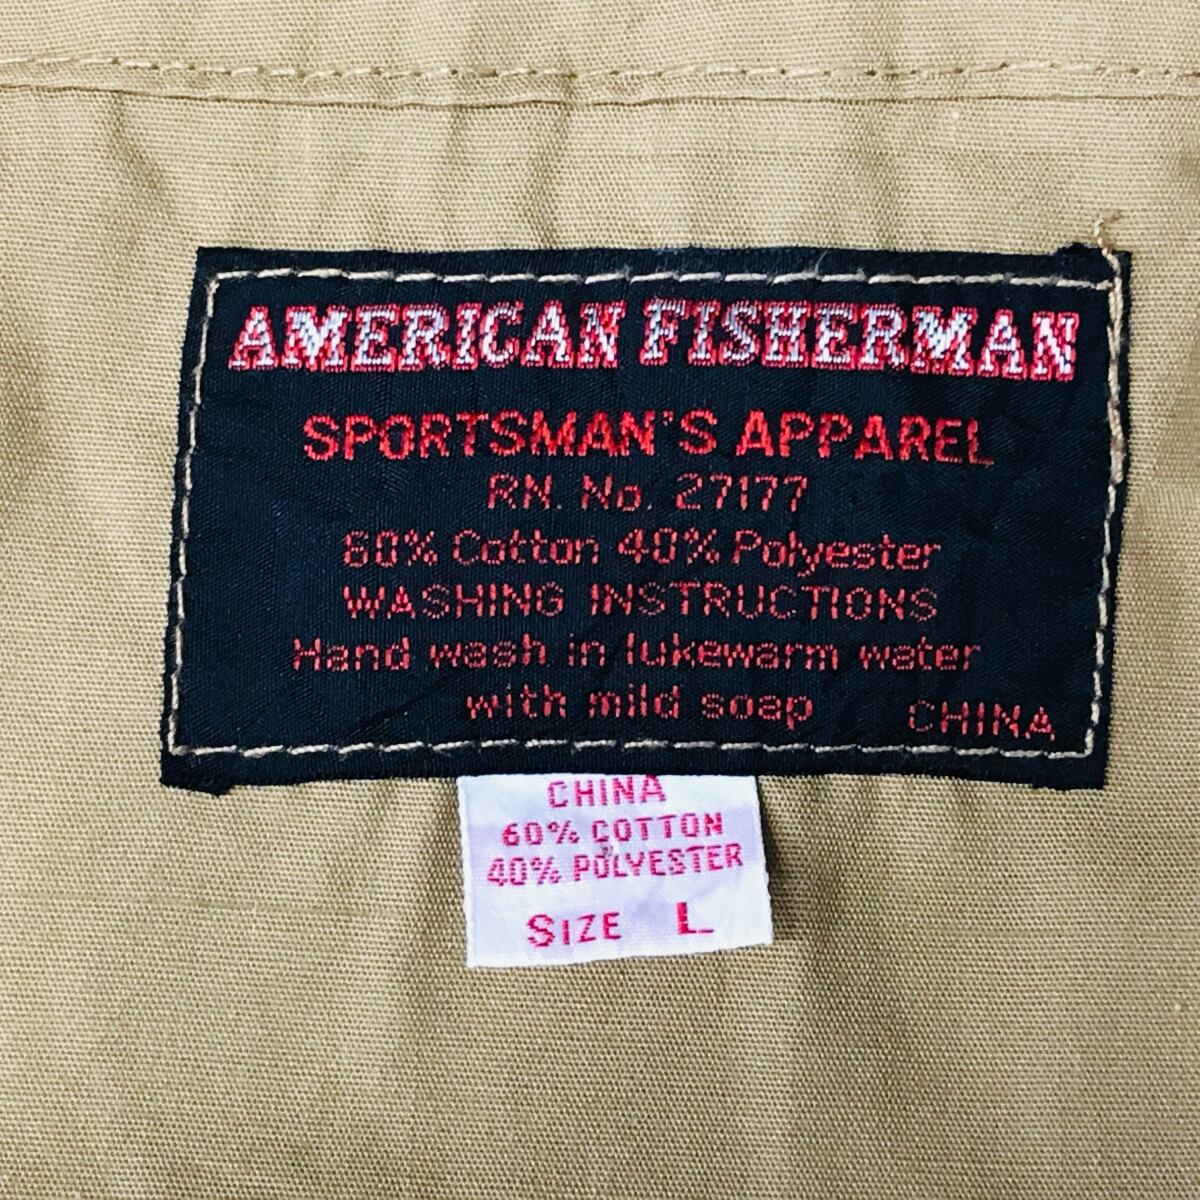 AMERICAN FISHERMAN
SPORTSMAN'S APPAREL
RN. No. 27177
60% Cotton 40% Polyester
WASHING INSTRUCTIONS
Hand wash in lukewarm water
with mild soap
CHINA
CHINA
60% COTTON
40% POLYESTER
SIZE L